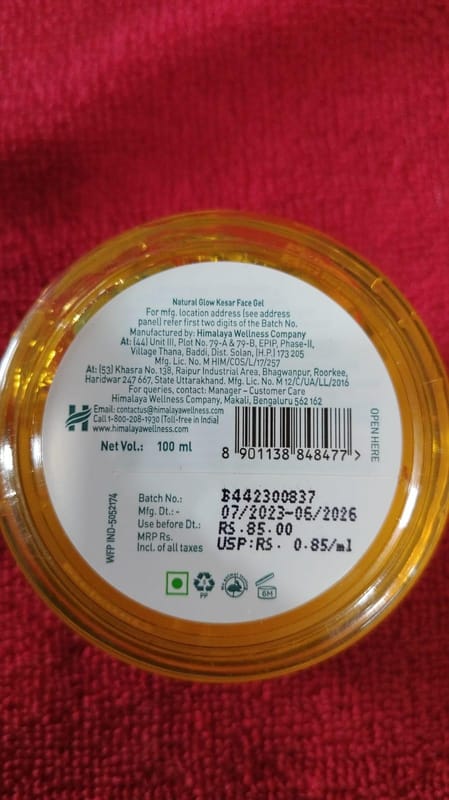 Natural Glow Kesar Face Gel
For mfg. location address (see address
panel) refer first two digits of the Batch No.
Manufactured by: Himalaya Wellness Company
At: (44) Unit III, Plot No. 79-A & 79-B, EPIP, Phase-II,
Village Thana, Baddi, Dist. Solan, (H.P.) 173 205
Mfg. Lic. No. M HIM/COS/L/17/257
At: (53) Khasra No. 138, Raipur Industrial Area, Bhagwanpur, Roorkee,
Haridwar 247 667, State Uttarakhand. Mfg. Lic. No. M 12/C/UA/LL/2016
For queries, contact: Manager – Customer Care
Himalaya Wellness Company, Makali, Bengaluru 562 162
Email: contactus@himalayawellness.com
Call 1-800-208-1930 (Toll-free in India)
www.himalayawellness.com
Net Vol.: 100 ml
8 901138 848477 >
OPEN HERE
WFP IND-5052174
Batch No.: B442300837
Mfg. Dt.: - 07/2023-06/2026
Use before Dt.:
MRP Rs. RS.85.00
Incl. of all taxes USP:RS. 0.85/ml
PP
6M